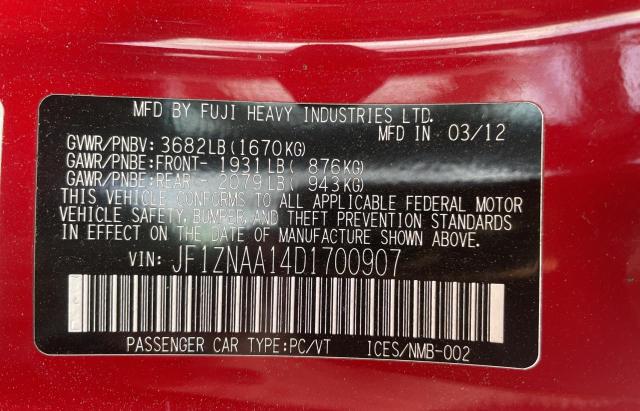 MFD BY FUJI HEAVY INDUSTRIES LTD.
MFD IN 03/12
GVWR/PNBV: 3682LB(1670KG)
GAWR/PNBE:FRONT- 1931LB( 876KG)
GAWR/PNBE:REAR - 2079LB( 943KG)
THIS VEHICLE CONFORMS TO ALL APPLICABLE FEDERAL MOTOR
VEHICLE SAFETY, BUMPER, AND THEFT PREVENTION STANDARDS
IN EFFECT ON THE DATE OF MANUFACTURE SHOWN ABOVE.
VIN: JF1ZNAA14D1700907
PASSENGER CAR TYPE:PC/VT ICES/NMB-002